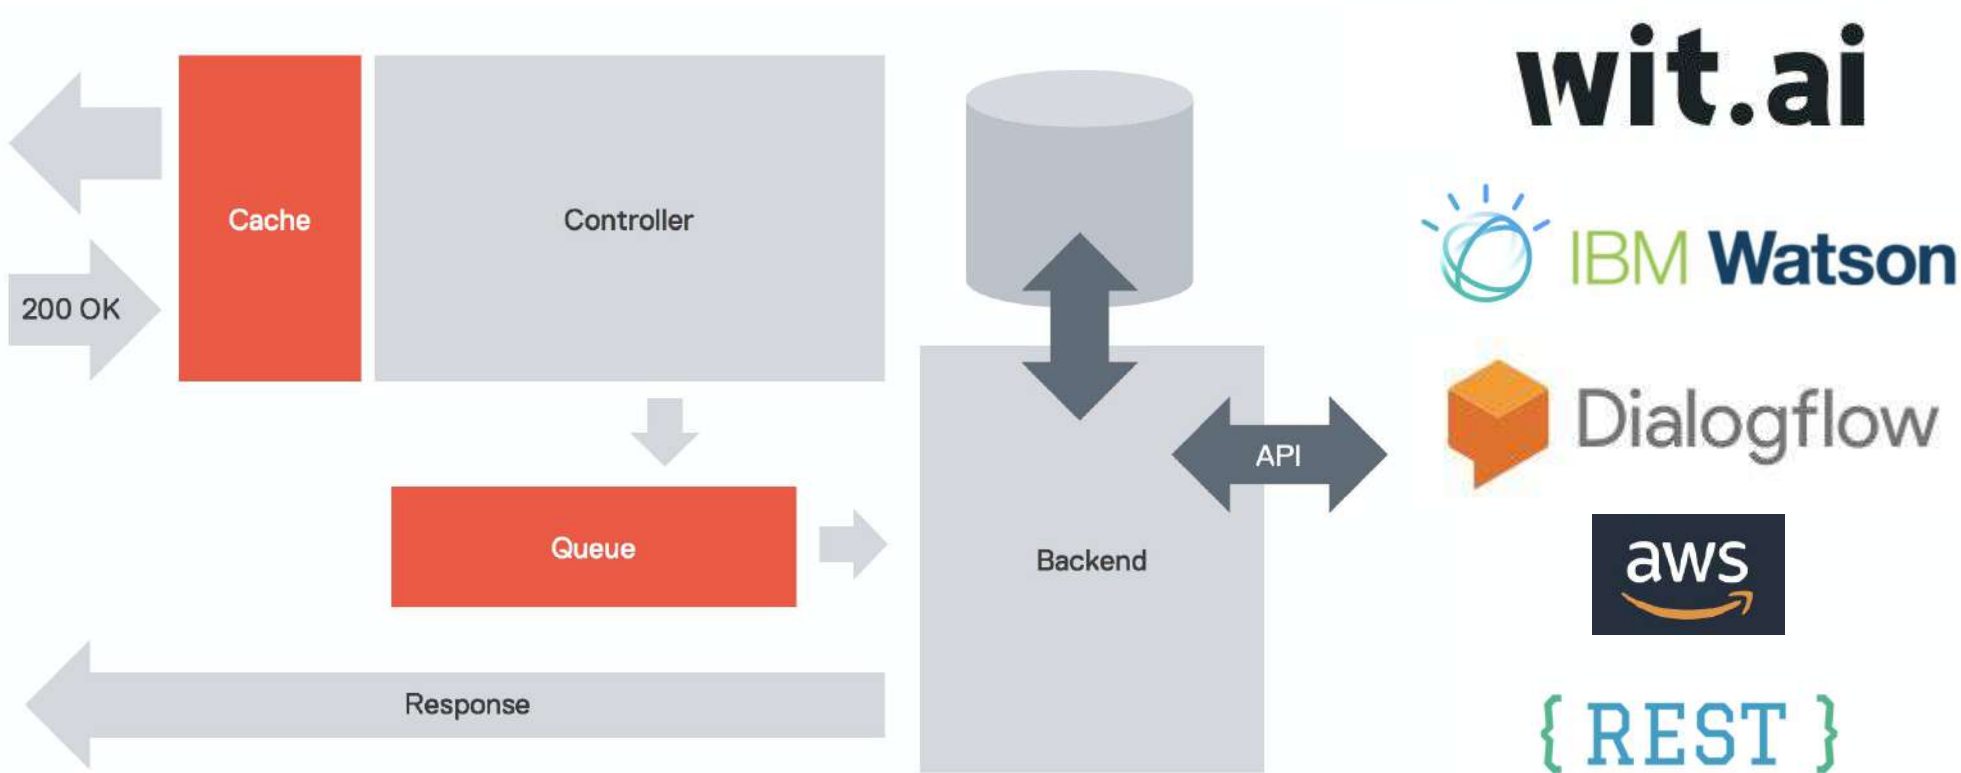 wit.ai
Cache
Controller
IBM Watson
200 OK
Dialogflow
API
Queue
Backend
aws
Response
{ REST }